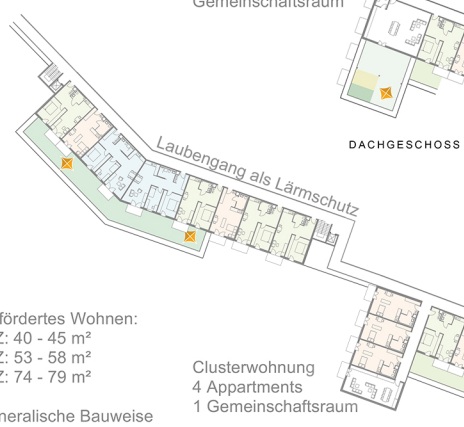 Gemeinschaftsraum
DACHGESCHOSS
Laubengang als Lärmschutz
fördertes Wohnen:
Z: 40 - 45 m²
Z: 53 - 58 m²
Z: 74 - 79 m²
Clusterwohnung
4 Appartments
1 Gemeinschaftsraum
neralische Bauweise